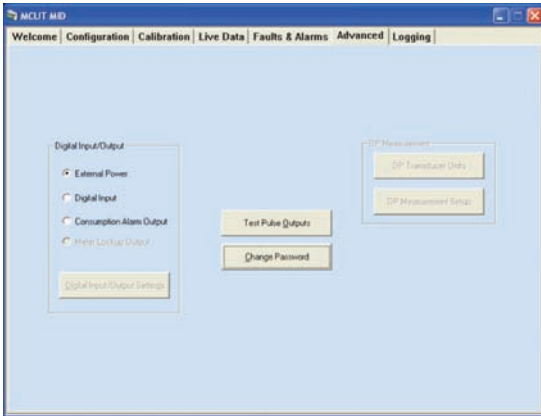 MCUT MID
Welcome Configuration Calibration Live Data Faults & Alarms Advanced Logging
Digital Input/Output
External Power
Digital Input
Consumption Alarm Output
Meter Lockup Output
Digital Input/Output Settings
Test Pulse Outputs
Change Password
DP Measurement
DP Transducer Units
DP Measurement Setup